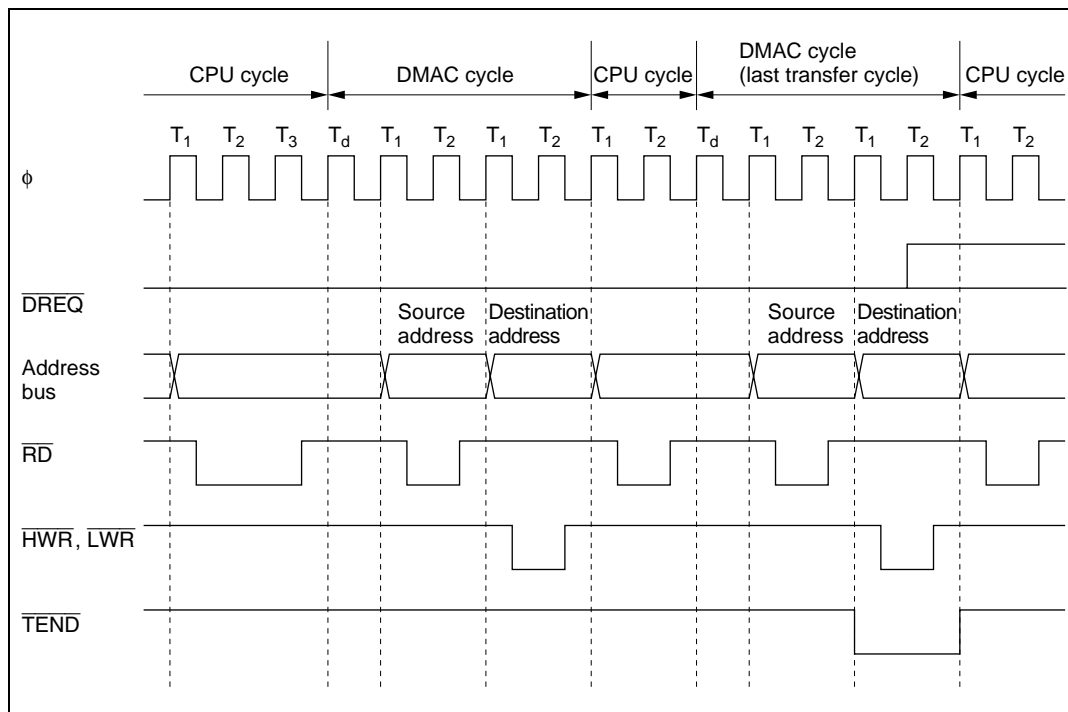 CPU cycle
DMAC cycle
CPU cycle
DMAC cycle
(last transfer cycle)
CPU cycle
T1 T2 T3 Td T1 T2 T1 T2 T1 T2 Td T1 T2 T1 T2 T1 T2
ϕ
DREQ
Source
address
Destination
address
Source
address
Destination
address
Address
bus
RD
HWR, LWR
TEND